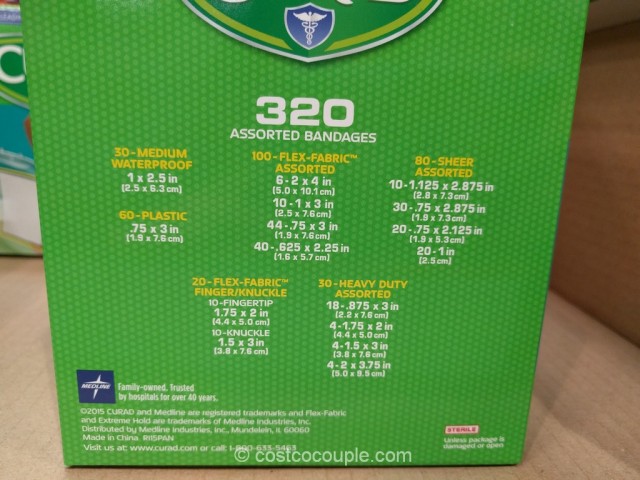 320
ASSORTED BANDAGES
30-MEDIUM
WATERPROOF
1 x 2.5 in
(2.5 x 6.3 cm)
60-PLASTIC
.75 x 3 in
(1.9 x 7.6 cm)
100-FLEX-FABRIC™
ASSORTED
6-2 x 4 in
(5.0 x 10.1 cm)
10-1 x 3 in
(2.5 x 7.6 cm)
44-.75 x 3 in
(1.9 x 7.6 cm)
40-.625 x 2.25 in
(1.6 x 5.7 cm)
80-SHEER
ASSORTED
10-1.125 x 2.875 in
(2.8 x 7.3 cm)
30-.75 x 2.875 in
(1.9 x 7.3 cm)
20-.75 x 2.125 in
(1.9 x 5.3 cm)
20-1 in
(2.5 cm)
20-FLEX-FABRIC™
FINGER/KNUCKLE
10-FINGERTIP
1.75 x 2 in
(4.4 x 5.0 cm)
10-KNUCKLE
1.5 x 3 in
(3.8 x 7.6 cm)
30-HEAVY DUTY
ASSORTED
18-.875 x 3 in
(2.2 x 7.6 cm)
4-1.75 x 2 in
(4.4 x 5.0 cm)
4-1.5 x 3 in
(3.8 x 7.6 cm)
4-2 x 3.75 in
(5.0 x 9.5 cm)
MEDLINE
Family-owned. Trusted
by hospitals for over 40 years.
©2015 CURAD and Medline are registered trademarks and Flex-Fabric
and Extreme Hold are trademarks of Medline Industries, Inc.
Distributed by Medline Industries, Inc., Mundelein, IL 60060
Made in China. RI15PAN
Visit us at: www.curad.com or call: 1-800-633-5463
STERILE
Unless package is
damaged or open
© costcocouple.com